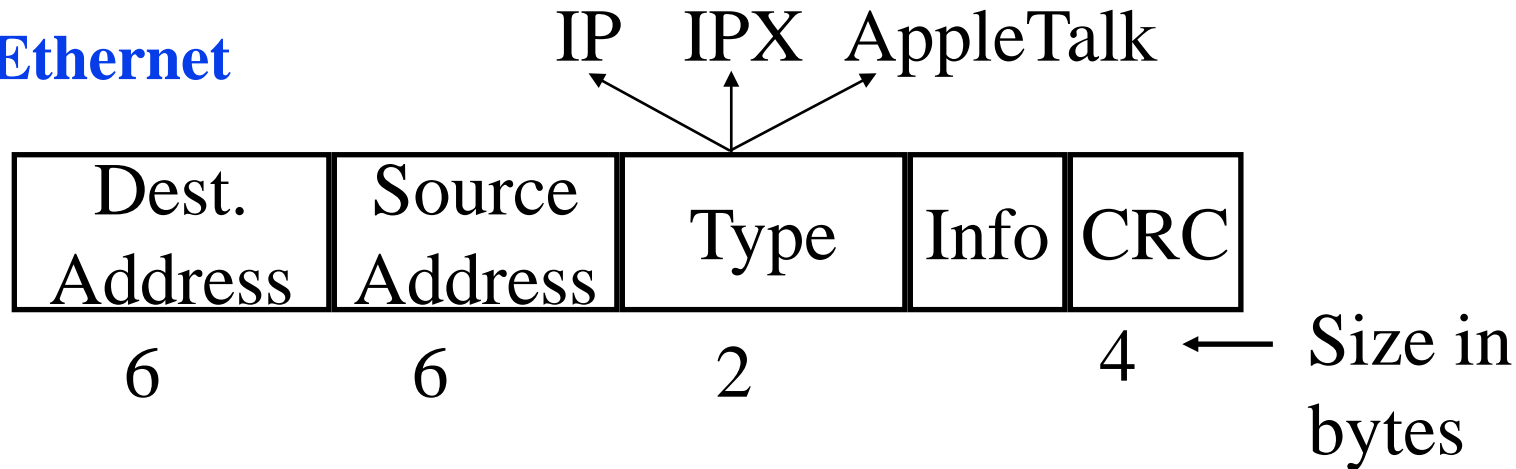 Ethernet
IP IPX AppleTalk
Dest. Address
Source Address
Type
Info
CRC
6 6 2 4
Size in
bytes